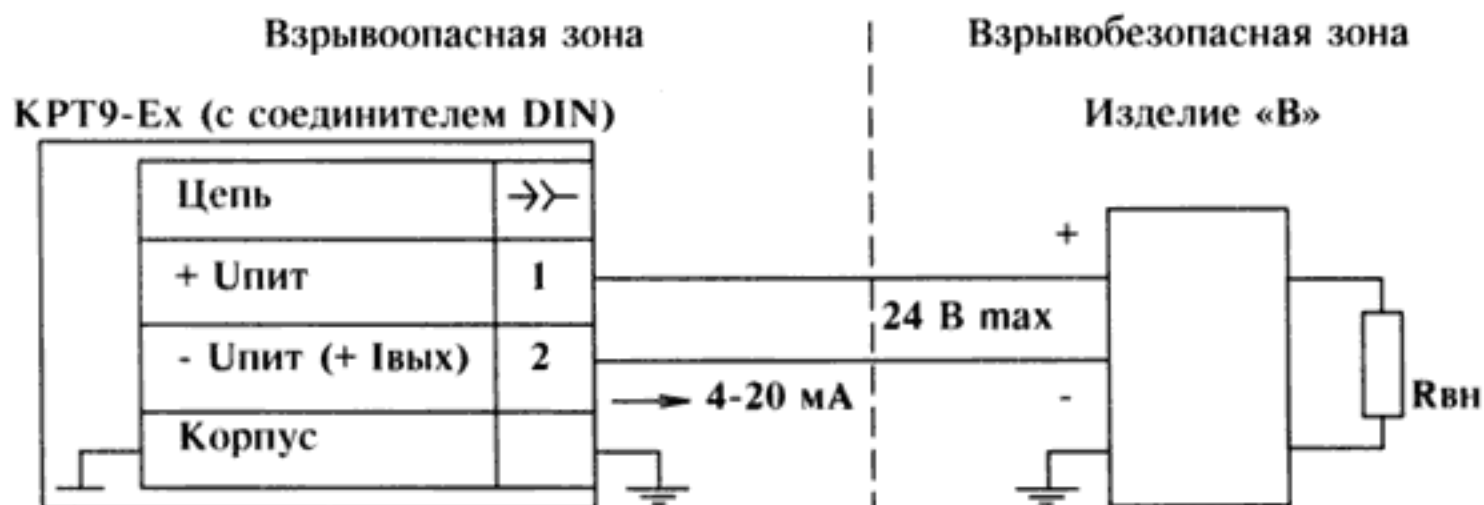 Взрывоопасная зона
Взрывобезопасная зона
КРТ9-Ех (с соединителем DIN)
Изделие «В»
Цепь
+ Uпит 1
+
24 В max
- Uпит (+ Iвых) 2
4-20 мА
-
Rвн
Корпус